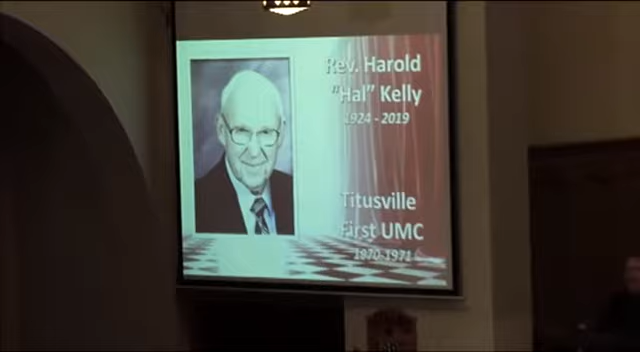 Rev. Harold
"Hal" Kelly
1924 - 2019
Titusville
First UMC
1970-1971